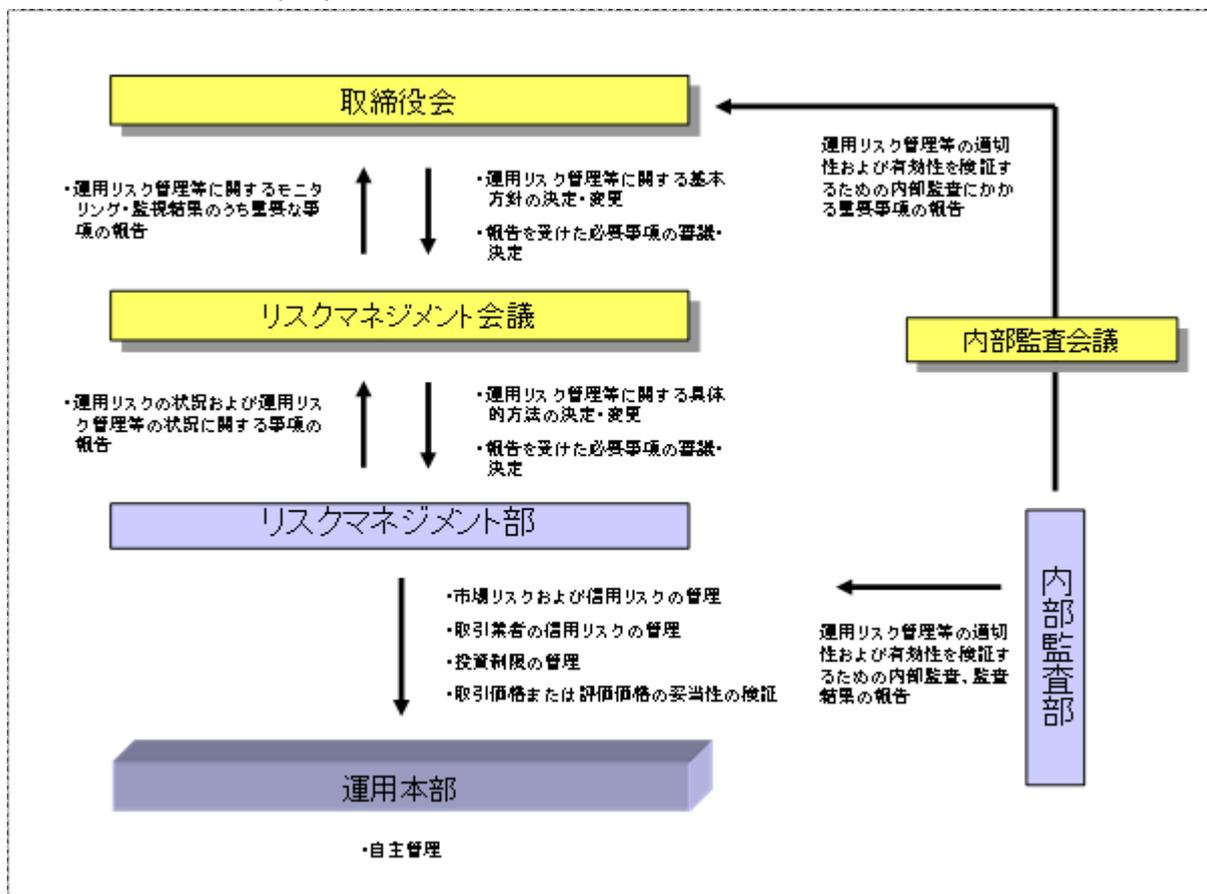 取締役会
・運用リスク管理等に関するモニタ
リング・監視結果のうち重要な事
項の報告
・運用リスク管理等に関する基本
方針の決定・変更
・報告を受けた必要事項の審議・
決定
運用リスク管理等の適切
性および有効性を検証す
るための内部監査にかか
る重要事項の報告
リスクマネジメント会議
内部監査会議
・運用リスクの状況および運用リス
ク管理等の状況に関する事項の
報告
・運用リスク管理等に関する具体
的方法の決定・変更
・報告を受けた必要事項の審議・
決定
リスクマネジメント部
・市場リスクおよび信用リスクの管理
・取引業者の信用リスクの管理
・投資制限の管理
・取引価格または評価価格の妥当性の検証
運用リスク管理等の適切
性および有効性を検証す
るための内部監査、監査
結果の報告
内部監査部
運用本部
・自主管理